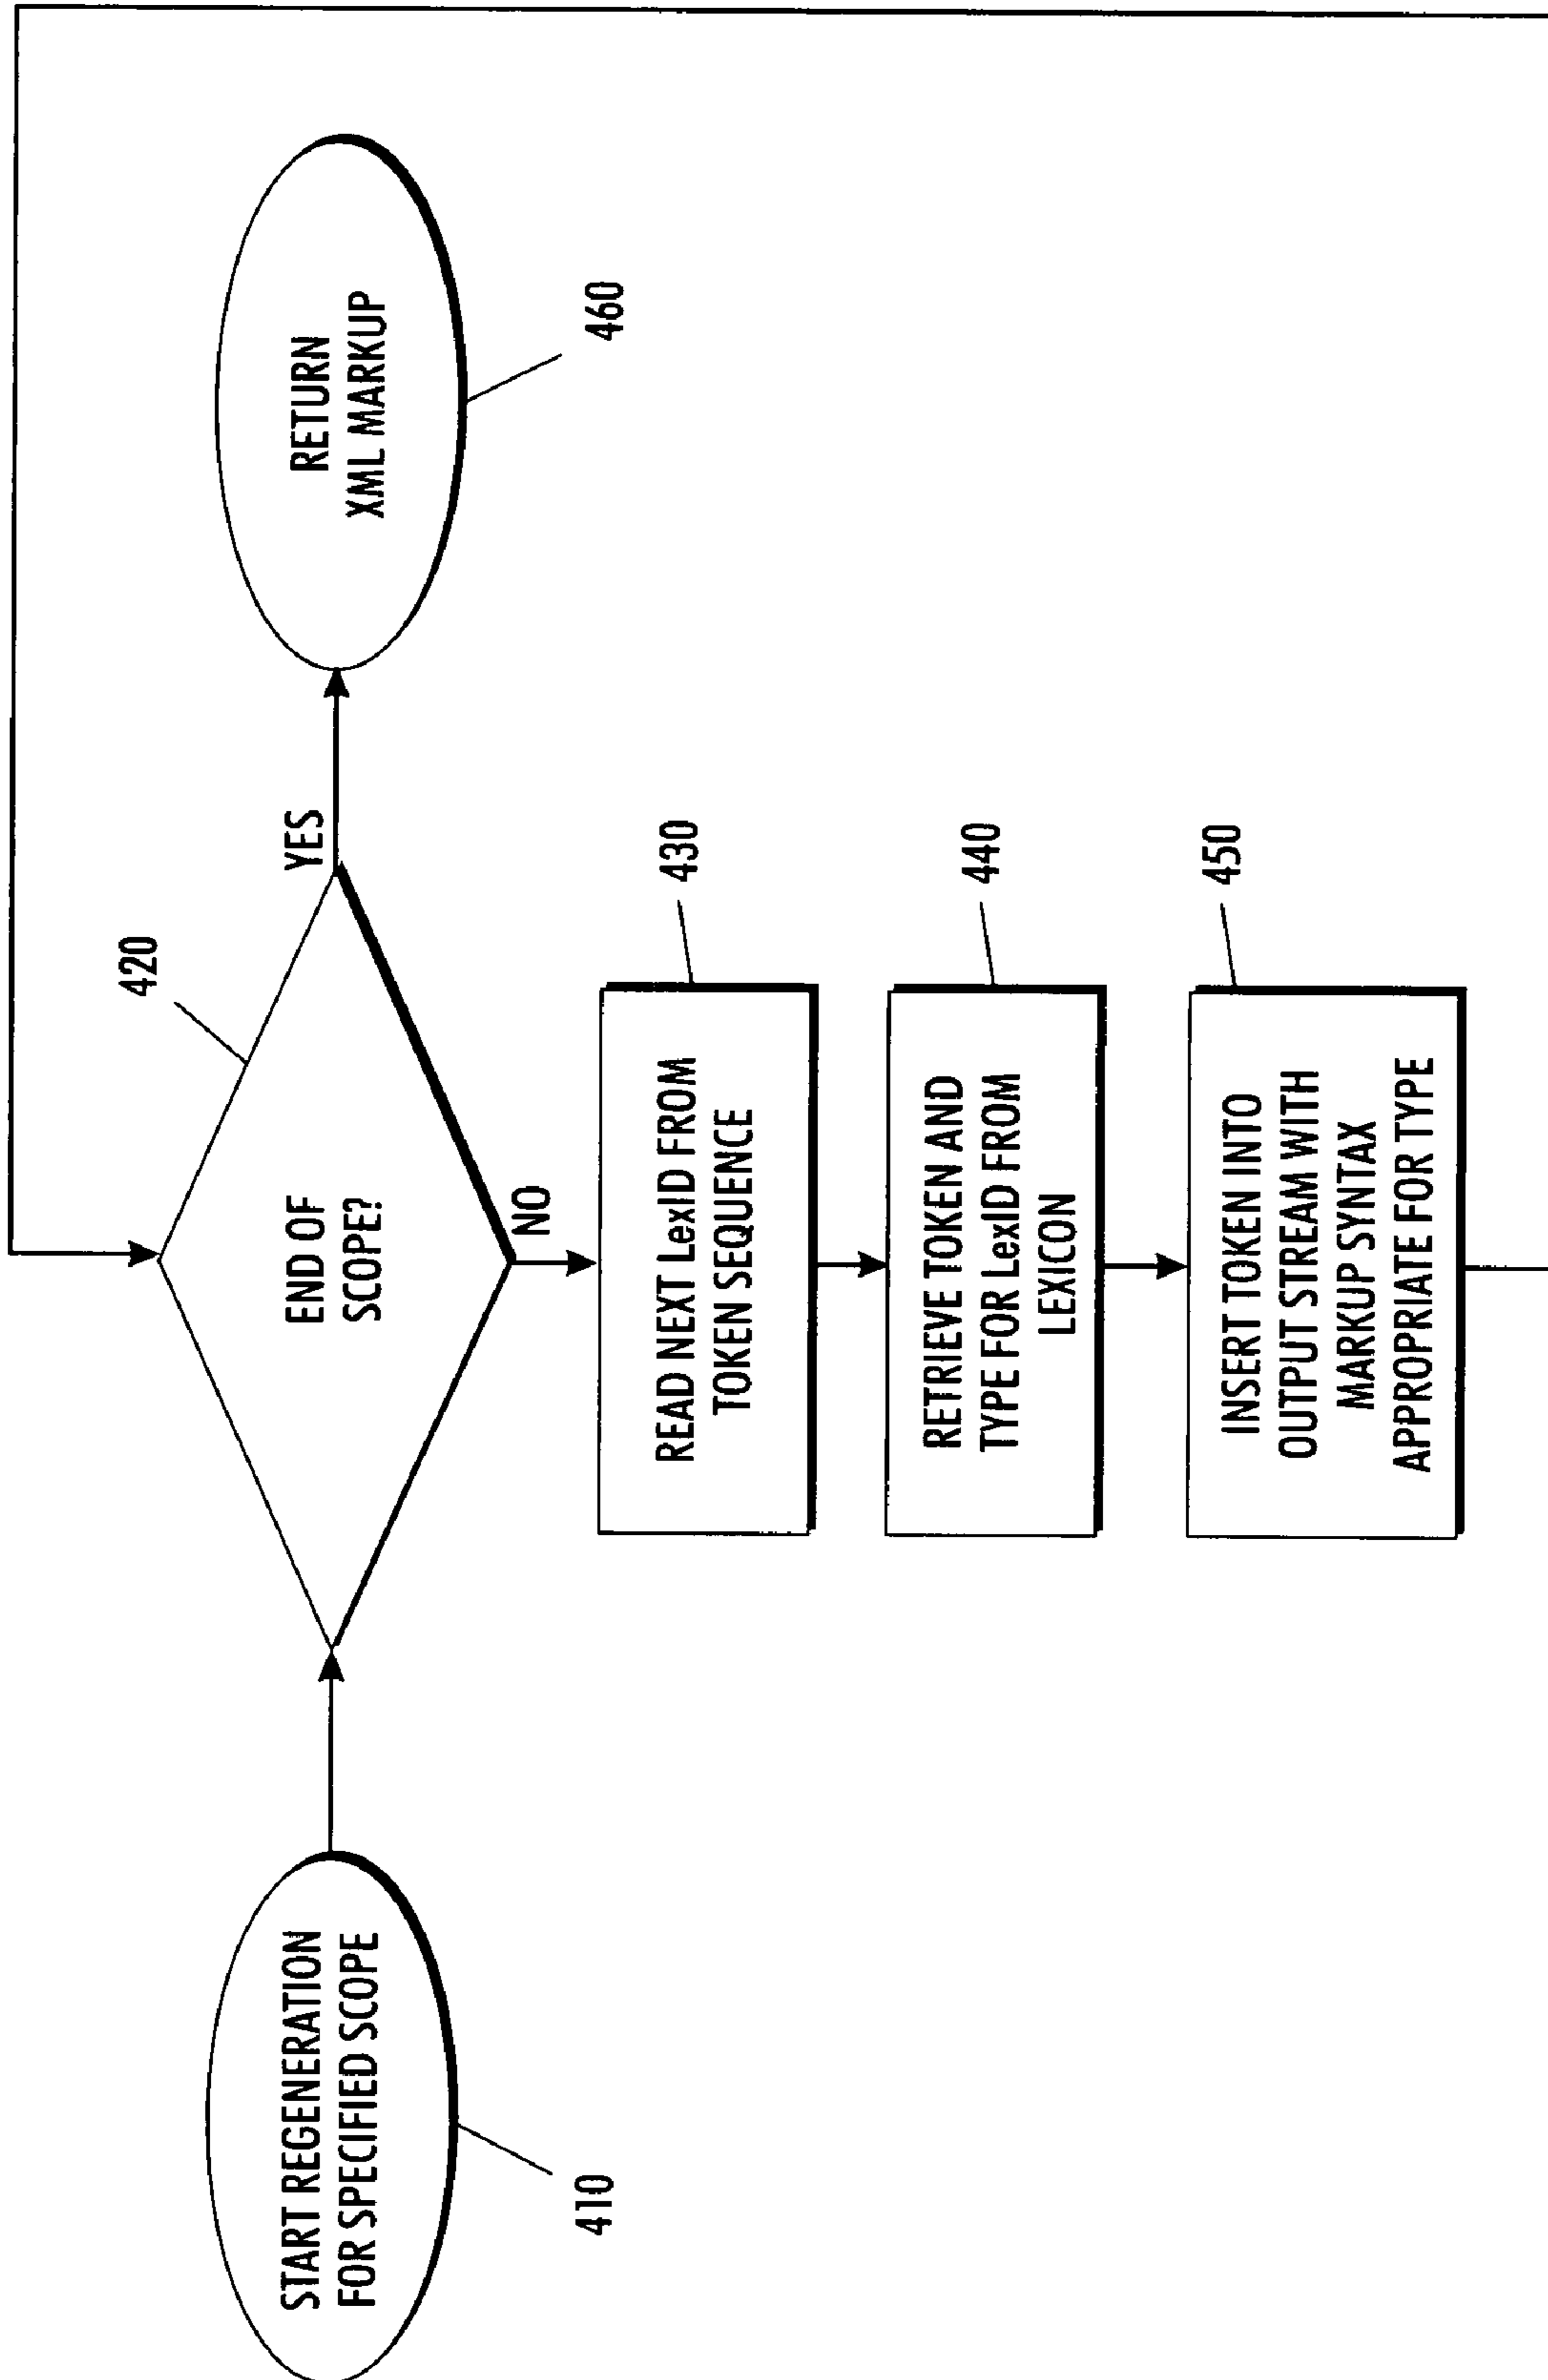 START REGENERATION
FOR SPECIFIED SCOPE
410
END OF
SCOPE?
420
YES
RETURN
XML MARKUP
460
NO
READ NEXT LexID FROM
TOKEN SEQUENCE
430
RETRIEVE TOKEN AND
TYPE FOR LexID FROM
LEXICON
440
INSERT TOKEN INTO
OUTPUT STREAM WITH
MARKUP SYNTAX
APPROPRIATE FOR TYPE
450